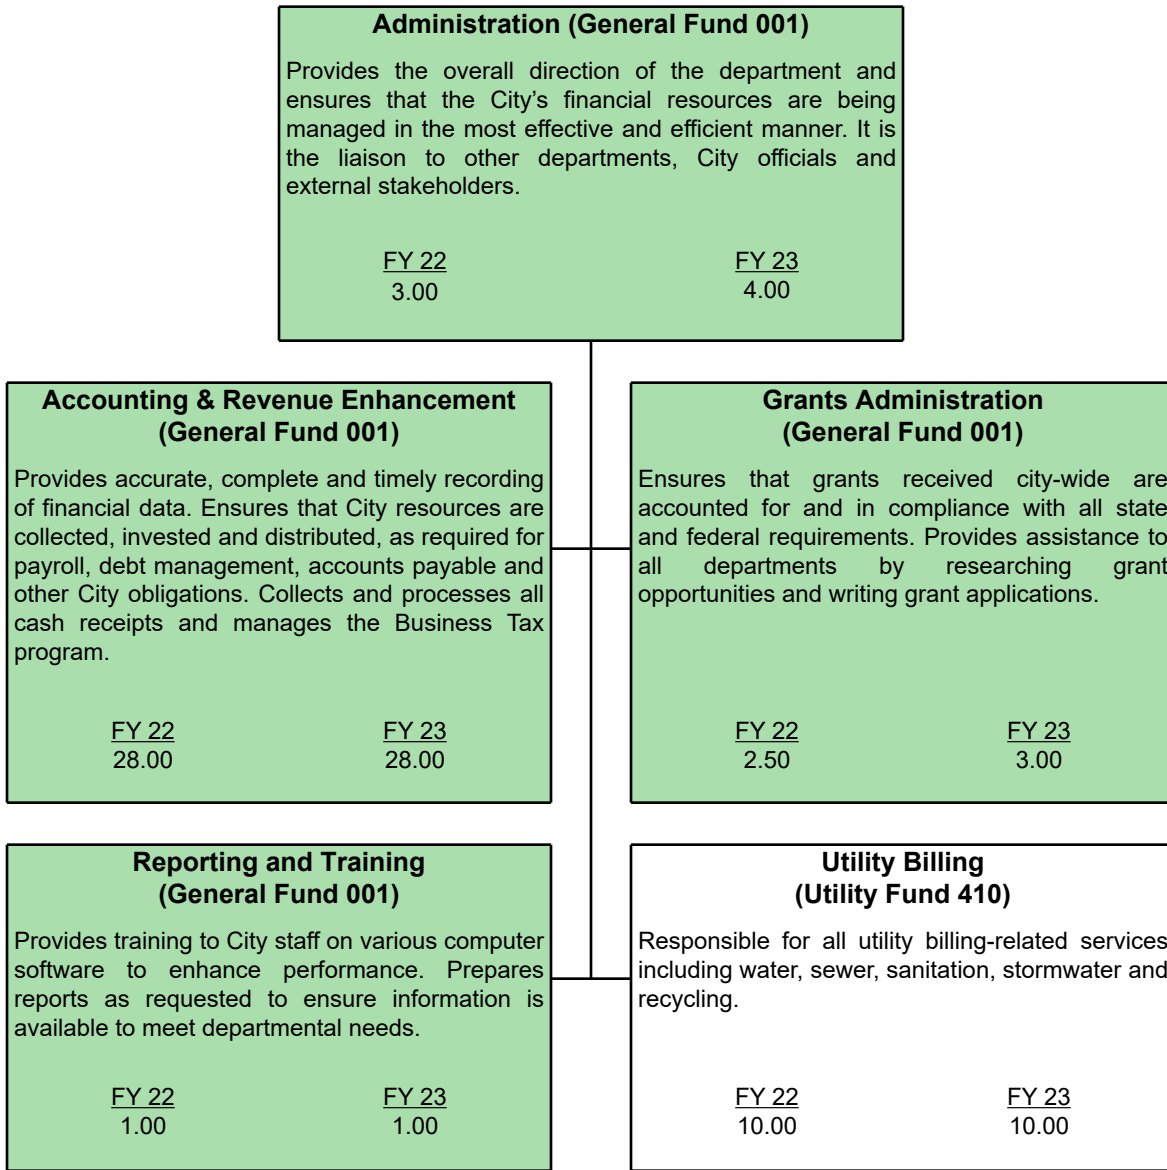 Administration (General Fund 001)
Provides the overall direction of the department and
ensures that the City’s financial resources are being
managed in the most effective and efficient manner. It is
the liaison to other departments, City officials and
external stakeholders.
FY 22 FY 23
3.00 4.00
Accounting & Revenue Enhancement
(General Fund 001)
Provides accurate, complete and timely recording
of financial data. Ensures that City resources are
collected, invested and distributed, as required for
payroll, debt management, accounts payable and
other City obligations. Collects and processes all
cash receipts and manages the Business Tax
program.
FY 22 FY 23
28.00 28.00
Grants Administration
(General Fund 001)
Ensures that grants received city-wide are
accounted for and in compliance with all state
and federal requirements. Provides assistance to
all departments by researching grant
opportunities and writing grant applications.
FY 22 FY 23
2.50 3.00
Reporting and Training
(General Fund 001)
Provides training to City staff on various computer
software to enhance performance. Prepares
reports as requested to ensure information is
available to meet departmental needs.
FY 22 FY 23
1.00 1.00
Utility Billing
(Utility Fund 410)
Responsible for all utility billing-related services
including water, sewer, sanitation, stormwater and
recycling.
FY 22 FY 23
10.00 10.00